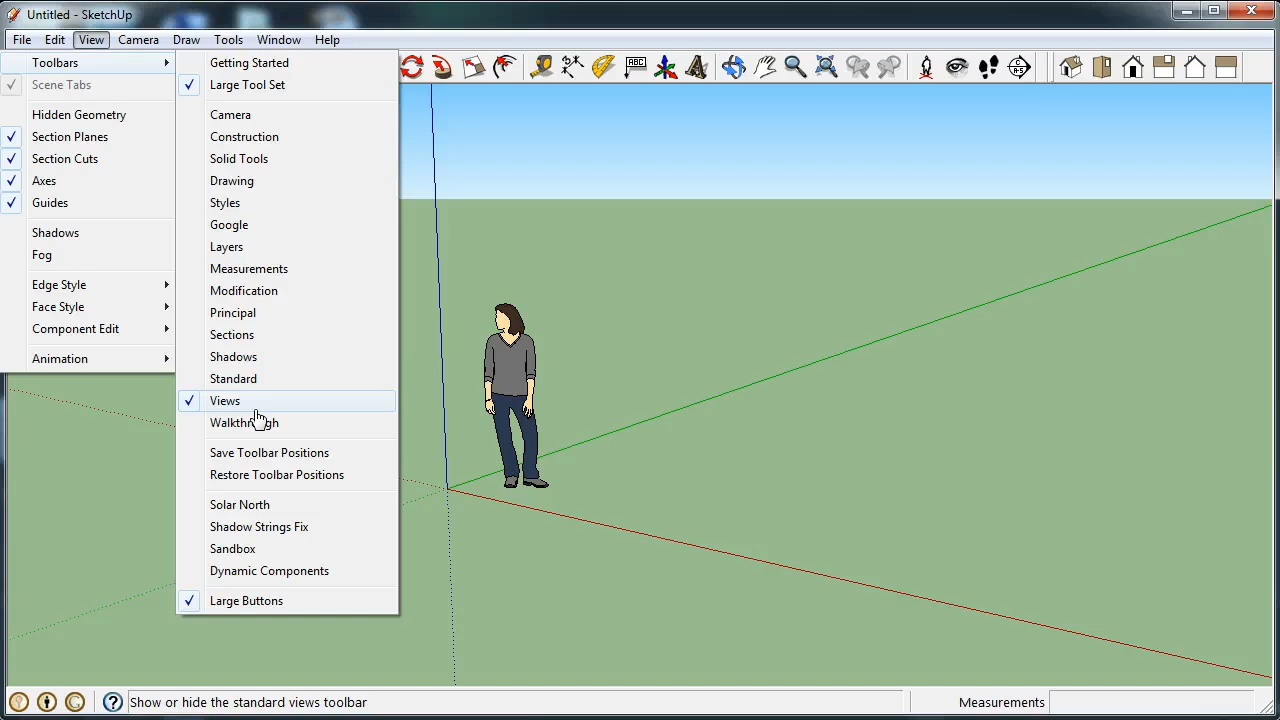 Untitled - SketchUp
File Edit View Camera Draw Tools Window Help
Toolbars
Scene Tabs
Hidden Geometry
Section Planes
Section Cuts
Axes
Guides
Shadows
Fog
Edge Style
Face Style
Component Edit
Animation
Getting Started
Large Tool Set
Camera
Construction
Solid Tools
Drawing
Styles
Google
Layers
Measurements
Modification
Principal
Sections
Shadows
Standard
Views
Walkthrough
Save Toolbar Positions
Restore Toolbar Positions
Solar North
Shadow Strings Fix
Sandbox
Dynamic Components
Large Buttons
ABC
Show or hide the standard views toolbar
Measurements